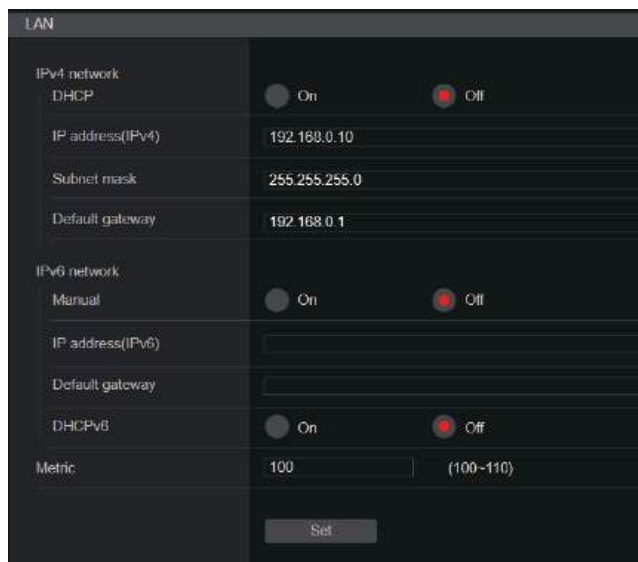 LAN
IPv4 network
DHCP On Off
IP address(IPv4) 192.168.0.10
Subnet mask 255.255.255.0
Default gateway 192.168.0.1
IPv6 network
Manual On Off
IP address(IPv6)
Default gateway
DHCPv6 On Off
Metric 100 (100~110)
Set